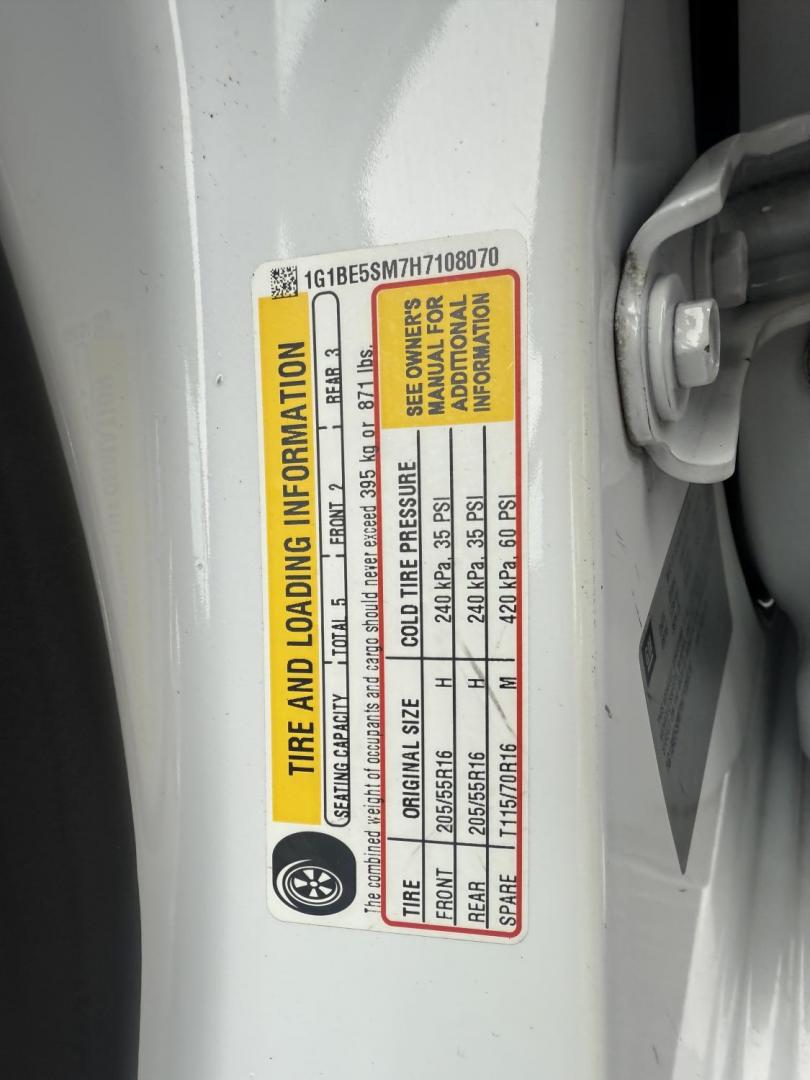 1G1BE5SM7H7108070
TIRE AND LOADING INFORMATION
SEATING CAPACITY TOTAL 5 FRONT 2 REAR 3
The combined weight of occupants and cargo should never exceed 395 kg or 871 lbs.
TIRE ORIGINAL SIZE COLD TIRE PRESSURE
FRONT 205/55R16 H 240 kPa, 35 PSI
REAR 205/55R16 H 240 kPa, 35 PSI
SPARE T115/70R16 M 420 kPa, 60 PSI
SEE OWNER'S
MANUAL FOR
ADDITIONAL
INFORMATION